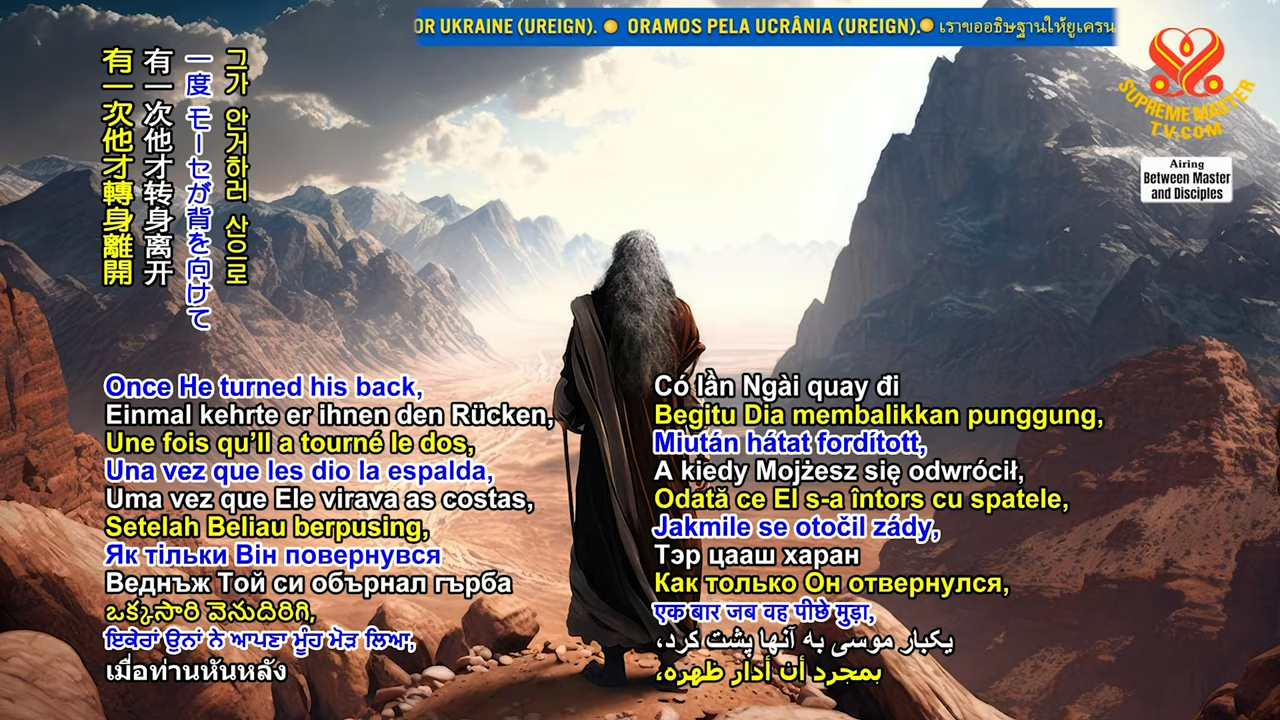 OR UKRAINE (UREIGN). ORAMOS PELA UCRÂNIA (UREIGN). เราขออธิษฐานให้ยูเครน
SUPREME MASTER
TV.COM
Airing
Between Master
and Disciples
그가 안거하러 산으로
一度 モーセが背を向けて
有一次他才转身离开
有一次他才轉身離開
Once He turned his back,
Einmal kehrte er ihnen den Rücken,
Une fois qu’Il a tourné le dos,
Una vez que les dio la espalda,
Uma vez que Ele virava as costas,
Setelah Beliau berpusing,
Як тільки Він повернувся
Веднъж Той си обърнал гърба
ఒక్కసారి వెనుదిరిగి,
ਇਕੇਰਾਂ ਉਨਾਂ ਨੇ ਆਪਣਾ ਮੂੰਹ ਮੋੜ ਲਿਆ,
เมื่อท่านหันหลัง
Có lần Ngài quay đi
Begitu Dia membalikkan punggung,
Miután hátat fordított,
A kiedy Mojżesz się odwrócił,
Odată ce El s-a întors cu spatele,
Jakmile se otočil zády,
Тэр цааш харан
Как только Он отвернулся,
एक बार जब वह पीछे मुड़ा,
یکبار موسی به آنها پشت کرد،
بمجرد أن أدار ظهره،